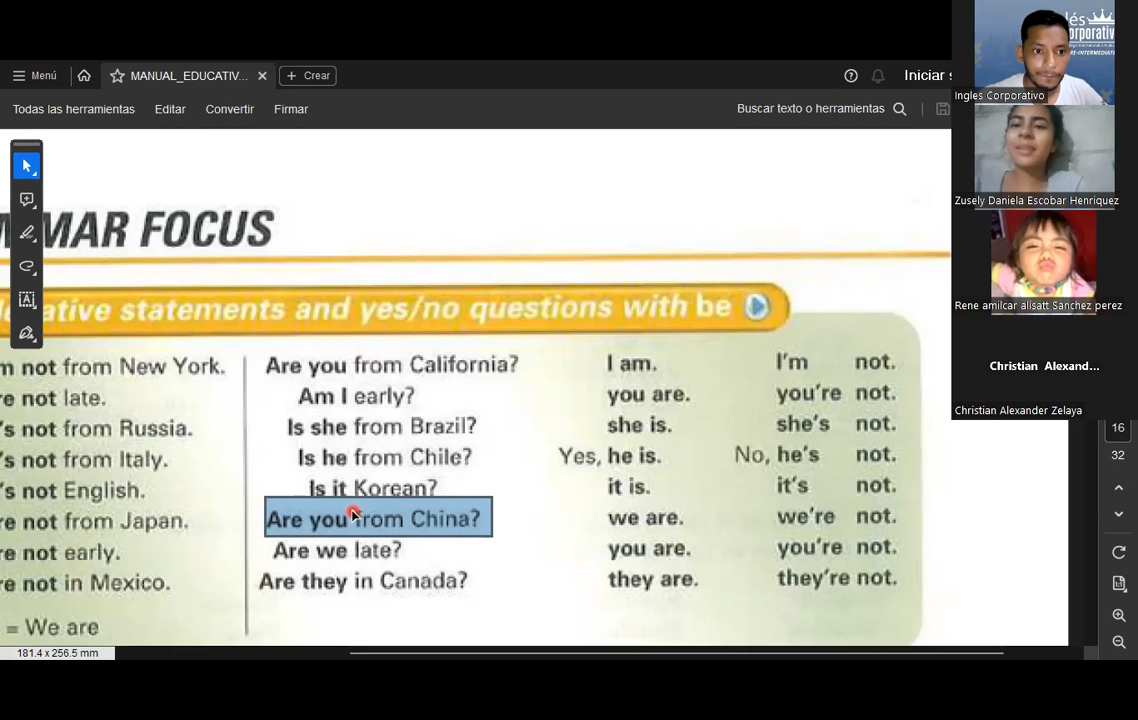 Menú
MANUAL_EDUCATIV...
Crear
Iniciar s
Todas las herramientas
Editar
Convertir
Firmar
Buscar texto o herramientas
MAR FOCUS
ative statements and yes/no questions with be
m not from New York.
re not late.
's not from Russia.
's not from Italy.
's not English.
re not from Japan.
re not early.
re not in Mexico.
= We are
Are you from California?
Am I early?
Is she from Brazil?
Is he from Chile?
Is it Korean?
Are you from China?
Are we late?
Are they in Canada?
I am.
you are.
she is.
Yes, he is.
it is.
we are.
you are.
they are.
I'm not.
you're not.
she's not.
No, he's not.
it's not.
we're not.
you're not.
they're not.
181.4 x 256.5 mm
lés
orporativ
RE-INTERMEDIATE
Ingles Corporativo
Zusely Daniela Escobar Henriquez
Rene amilcar alisatt Sanchez perez
Christian Alexand...
Christian Alexander Zelaya
16
32